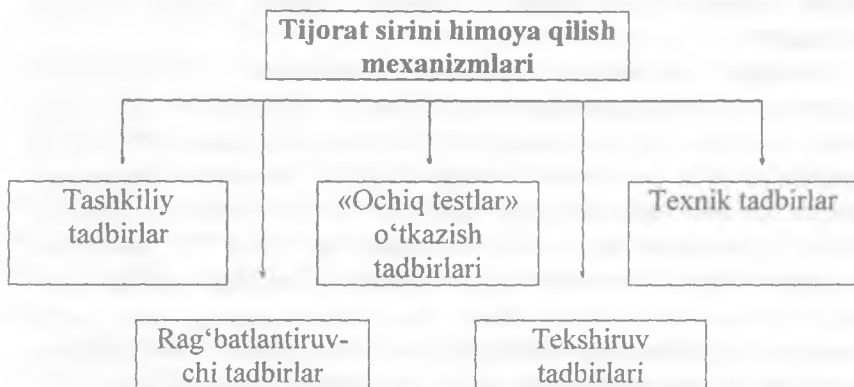 Tijorat sirini himoya qilish
mexanizmlari
Tashkiliy
tadbirlar
«Ochiq testlar»
o‘tkazish
tadbirlari
Texnik tadbirlar
Rag‘batlantiruv-
chi tadbirlar
Tekshiruv
tadbirlari